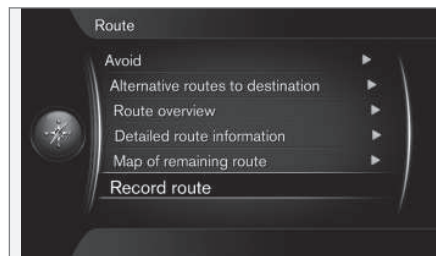 Route
Avoid
Alternative routes to destination
Route overview
Detailed route information
Map of remaining route
Record route